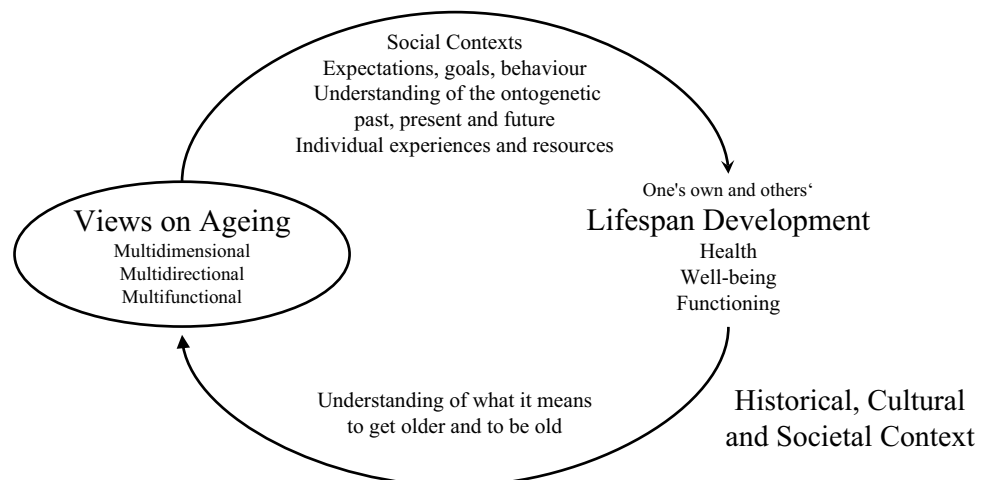 Social Contexts
Expectations, goals, behaviour
Understanding of the ontogenetic
past, present and future
Individual experiences and resources
Views on Ageing
Multidimensional
Multidirectional
Multifunctional
One's own and others‘
Lifespan Development
Health
Well-being
Functioning
Understanding of what it means
to get older and to be old
Historical, Cultural
and Societal Context